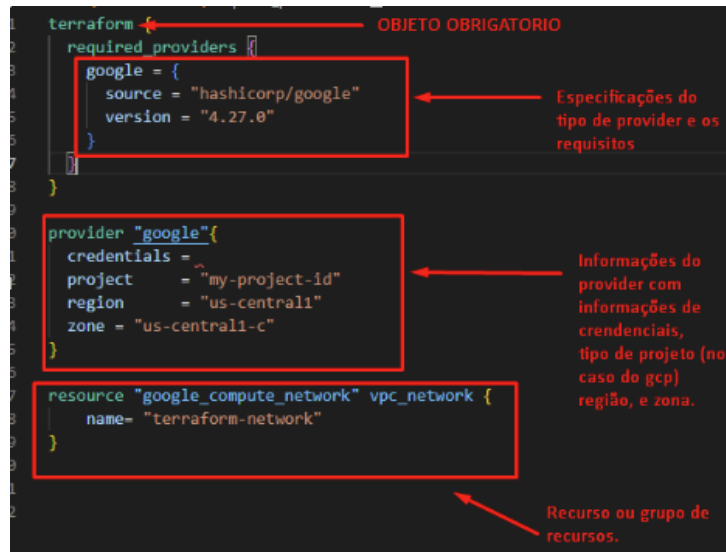 terraform { OBJETO OBRIGATORIO
required_providers {
google = {
source = "hashicorp/google"
version = "4.27.0"
}
}
}
Especificações do
tipo de provider e os
requisitos
provider "google"{
credentials =
project = "my-project-id"
region = "us-central1"
zone = "us-central1-c"
}
Informações do
provider com
informações de
crendenciais,
tipo de projeto (no
caso do gcp)
região, e zona.
resource "google_compute_network" vpc_network {
name= "terraform-network"
}
Recurso ou grupo de
recursos.